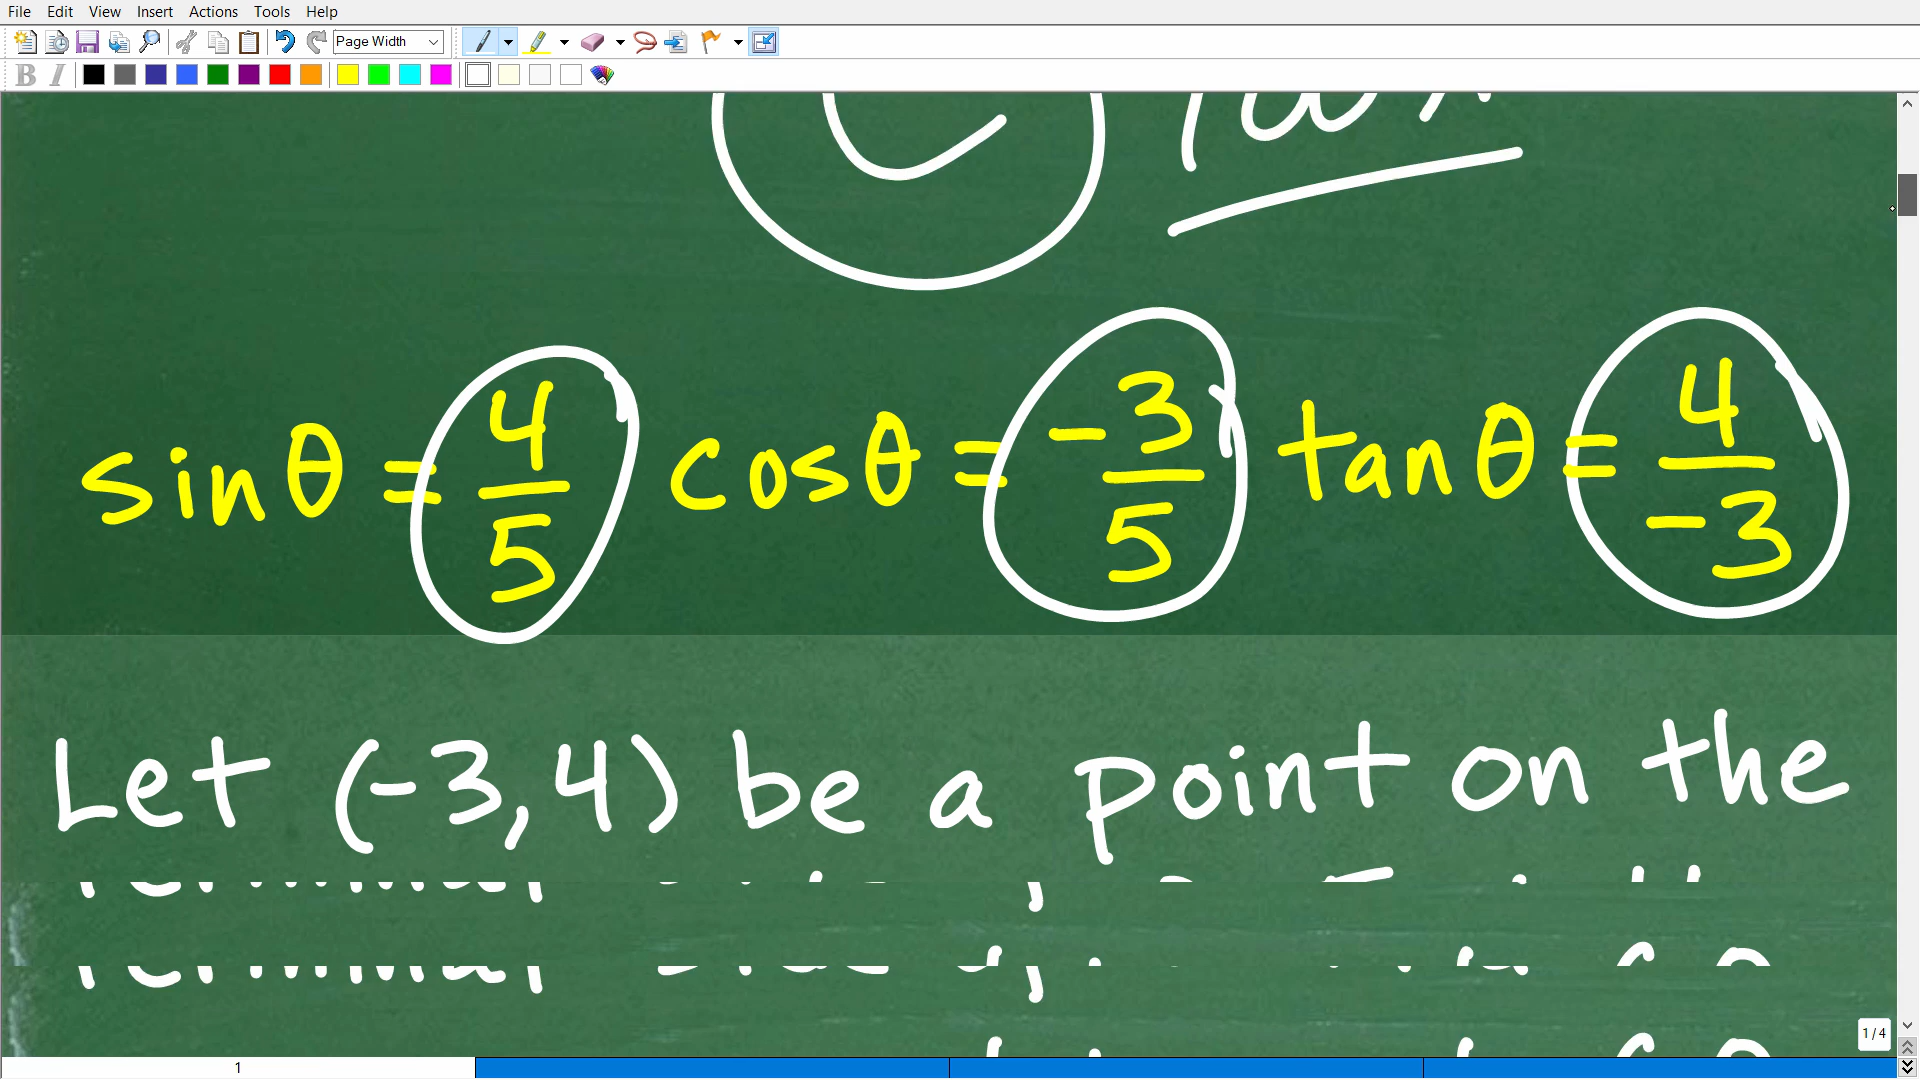 File Edit View Insert Actions Tools Help
Page Width
B I
100%
sinθ = 4/5 cosθ = -3/5 tanθ = 4/-3
Let (-3,4) be a point on the
1 / 4
1